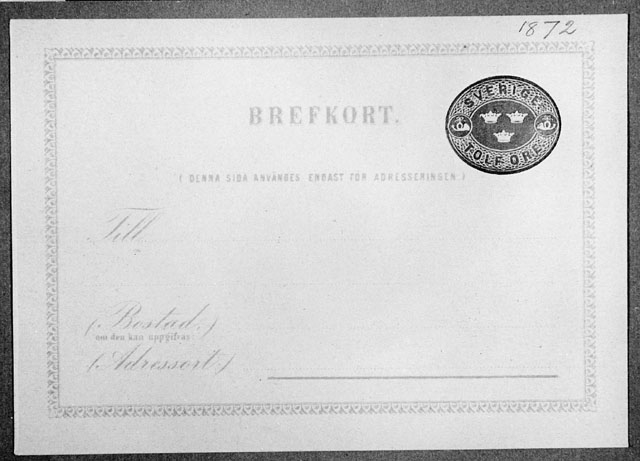 1872
SVERIGE
TOLF ÖRE
BREFKORT.
( DENNA SIDA ANVÄNDES ENDAST FÖR ADRESSERINGEN.)
Till
(Bostad.)
om den kan uppgifvas
(Adressort.)